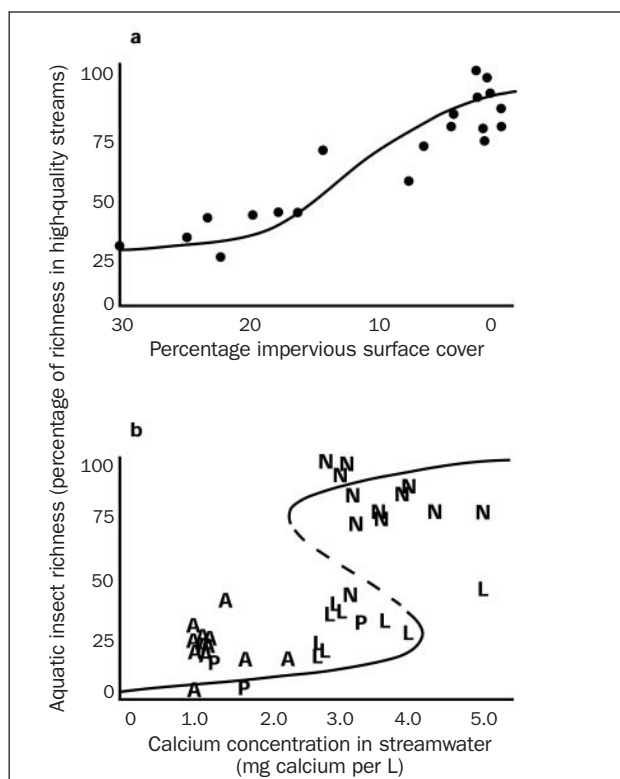 a
Aquatic insect richness (percentage of richness in high-quality streams)
100
75
50
25
0
30 20 10 0
Percentage impervious surface cover
b
100
75
50
25
0
N N
N
N N N
N N N N N
A N L
A L L L P L L
A A A
A A A L
A A P A A L L
A P
0 1.0 2.0 3.0 4.0 5.0
Calcium concentration in streamwater
(mg calcium per L)